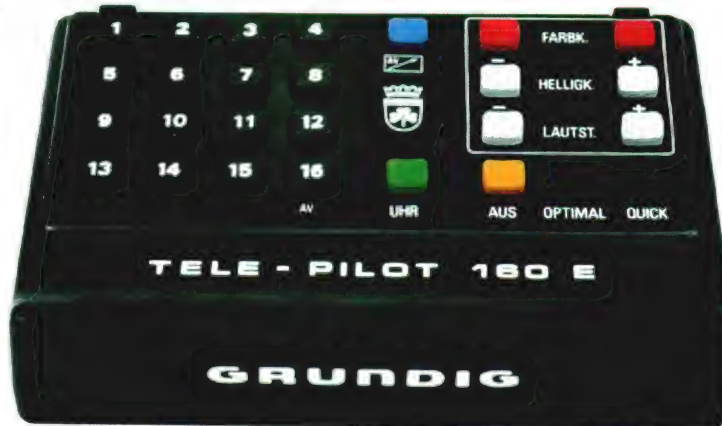 1 2 3 4
FARBK.
5 6 7 8
- HELLIGK. +
9 10 11 12
- LAUTST. +
13 14 15 16
AV UHR AUS OPTIMAL QUICK
TELE - PILOT 160 E
GRUNDIG